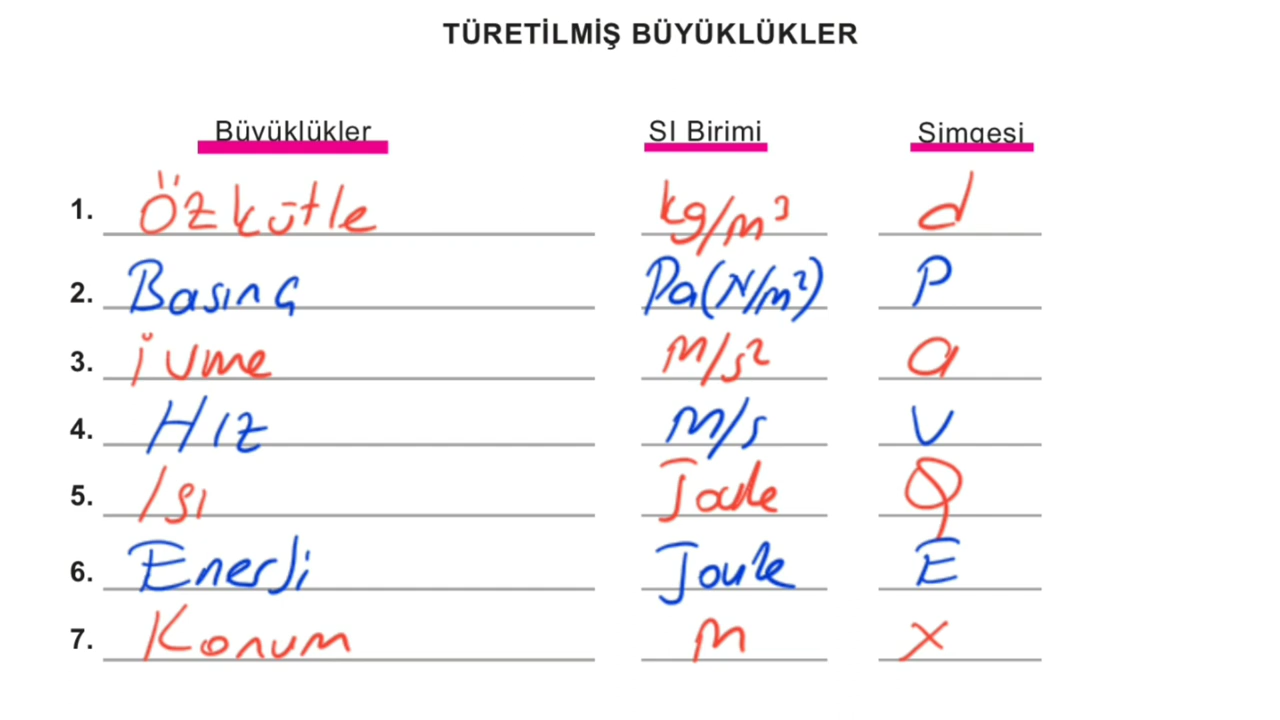 TÜRETİLMİŞ BÜYÜKLÜKLER
Büyüklükler SI Birimi Simgesi
1. Özkütle kg/m³ d
2. Basınç Pa(N/m²) P
3. ivme m/s² a
4. Hız m/s v
5. Isı Joule Q
6. Enerji Joule E
7. Konum m x